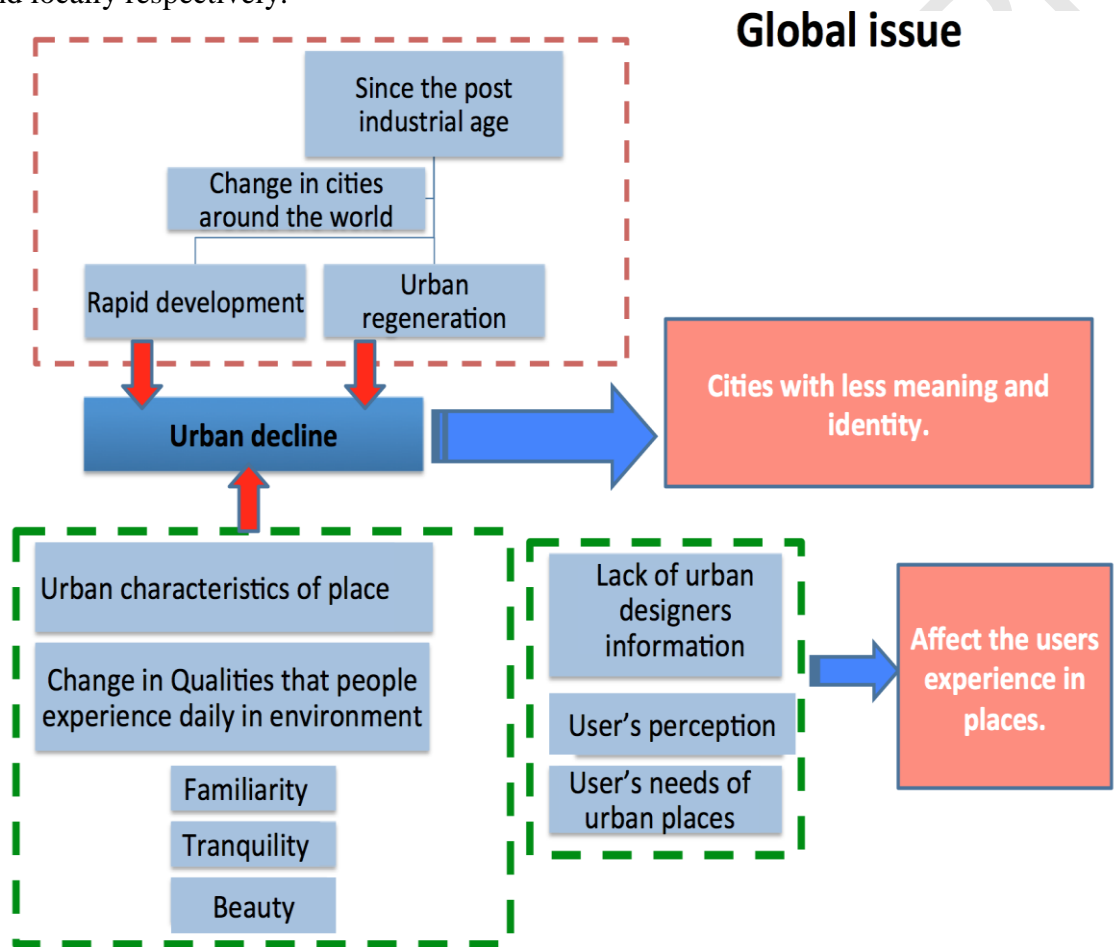 nd locally respectively.
Global issue
Since the post
industrial age
Change in cities
around the world
Rapid development
Urban
regeneration
Urban decline
Cities with less meaning and
identity.
Urban characteristics of place
Change in Qualities that people
experience daily in environment
Familiarity
Tranquility
Beauty
Lack of urban
designers
information
User's perception
User's needs of
urban places
Affect the users
experience in
places.